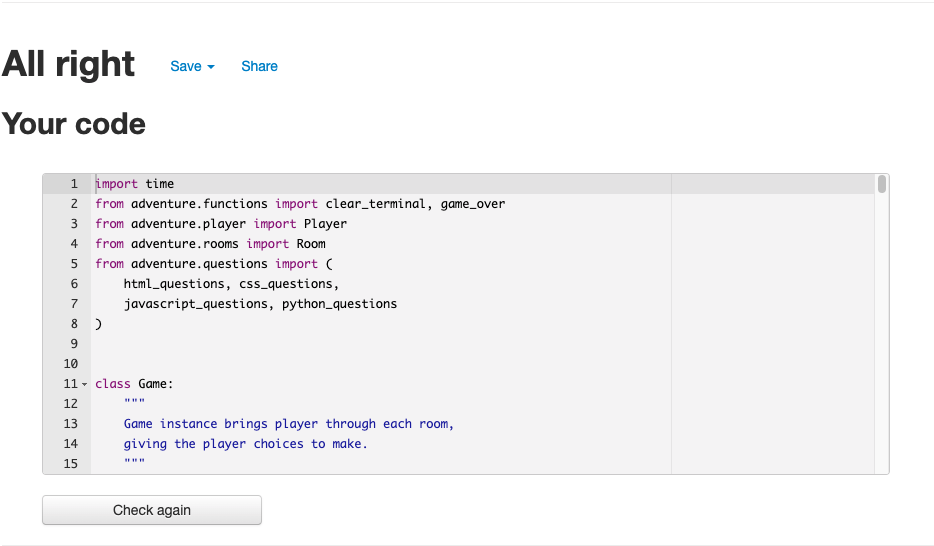 All right Save Share
Your code
1 import time
2 from adventure.functions import clear_terminal, game_over
3 from adventure.player import Player
4 from adventure.rooms import Room
5 from adventure.questions import (
6     html_questions, css_questions,
7     javascript_questions, python_questions
8 )
9
10
11 class Game:
12     """
13     Game instance brings player through each room,
14     giving the player choices to make.
15     """
Check again